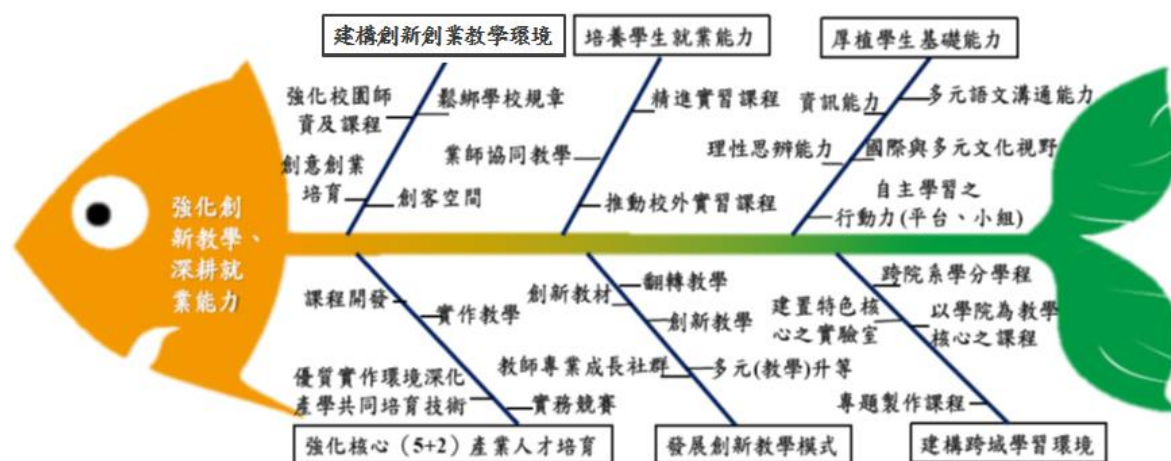 建構創新創業教學環境
培養學生就業能力
厚植學生基礎能力
強化校園師
資及課程
鬆綁學校規章
創意創業
培育
創客空間
精進實習課程
業師協同教學
推動校外實習課程
資訊能力
多元語文溝通能力
理性思辨能力
國際與多元文化視野
自主學習之
行動力(平台、小組)
強化創
新教學、
深耕就
業能力
課程開發
實作教學
優質實作環境深化
產學共同培育技術
實務競賽
創新教材
翻轉教學
創新教學
教師專業成長社群
多元(教學)升等
跨院系學分學程
建置特色核
心之實驗室
以學院為教學
核心之課程
專題製作課程
強化核心（5+2）產業人才培育
發展創新教學模式
建構跨域學習環境